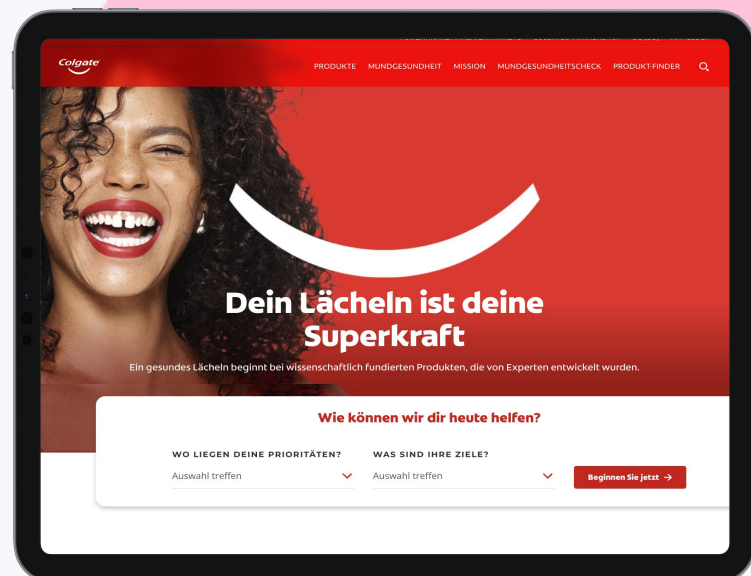 Colgate
PRODUKTE MUNDGESUNDHEIT MISSION MUNDGESUNDHEITSCHECK PRODUKT-FINDER
Dein Lächeln ist deine
Superkraft
Ein gesundes Lächeln beginnt bei wissenschaftlich fundierten Produkten, die von Experten entwickelt wurden.
Wie können wir dir heute helfen?
WO LIEGEN DEINE PRIORITÄTEN? WAS SIND IHRE ZIELE?
Auswahl treffen Auswahl treffen Beginnen Sie jetzt →